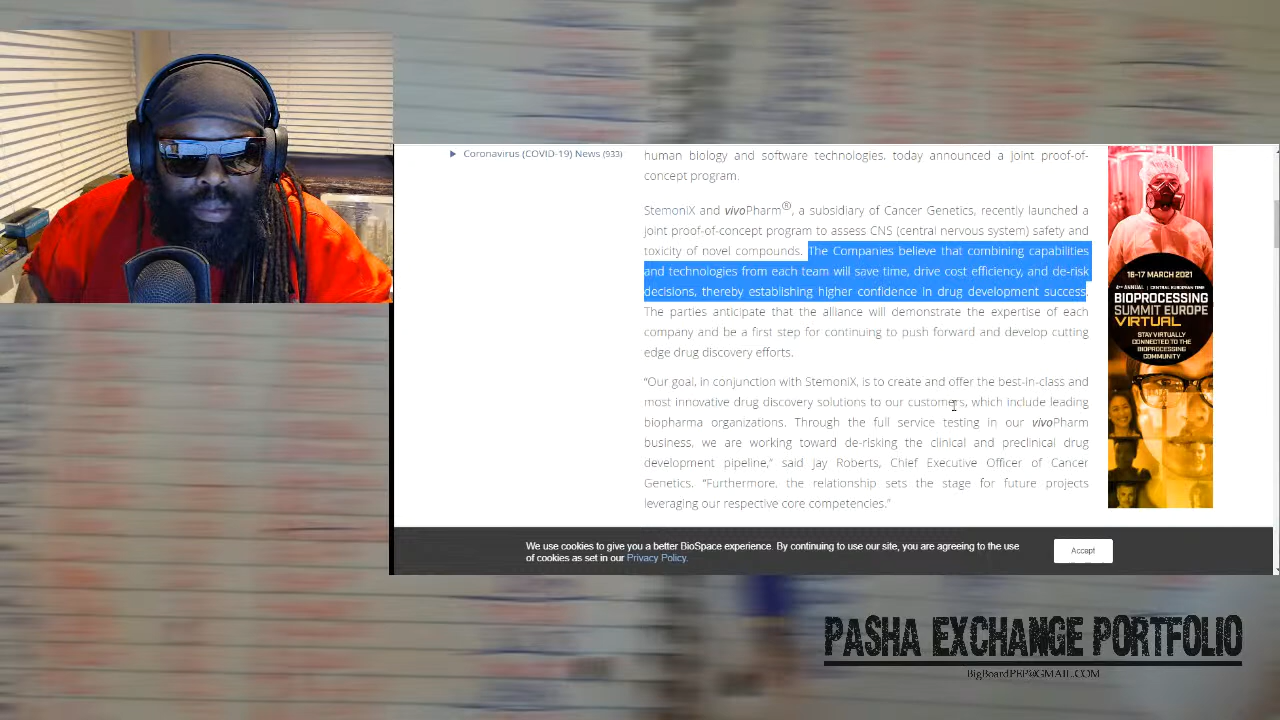 Coronavirus (COVID-19) News (933)
human biology and software technologies, today announced a joint proof-of-
concept program.
StemoniX and vivoPharm®, a subsidiary of Cancer Genetics, recently launched a
joint proof-of-concept program to assess CNS (central nervous system) safety and
toxicity of novel compounds. The Companies believe that combining capabilities
and technologies from each team will save time, drive cost efficiency, and de-risk
decisions, thereby establishing higher confidence in drug development success.
The parties anticipate that the alliance will demonstrate the expertise of each
company and be a first step for continuing to push forward and develop cutting
edge drug discovery efforts.
“Our goal, in conjunction with StemoniX, is to create and offer the best-in-class and
most innovative drug discovery solutions to our customers, which include leading
biopharma organizations. Through the full service testing in our vivoPharm
business, we are working toward de-risking the clinical and preclinical drug
development pipeline,” said Jay Roberts, Chief Executive Officer of Cancer
Genetics. “Furthermore, the relationship sets the stage for future projects
leveraging our respective core competencies.”
16-17 MARCH 2021
ANNUAL | CENTRAL EUROPEAN TIME
BIOPROCESSING
SUMMIT EUROPE
VIRTUAL
STAY VIRTUALLY
CONNECTED TO THE
BIOPROCESSING
COMMUNITY
We use cookies to give you a better BioSpace experience. By continuing to use our site, you are agreeing to the use
of cookies as set in our Privacy Policy.
Accept
PASHA EXCHANGE PORTFOLIO
BigBoardPEP@GMAIL.COM